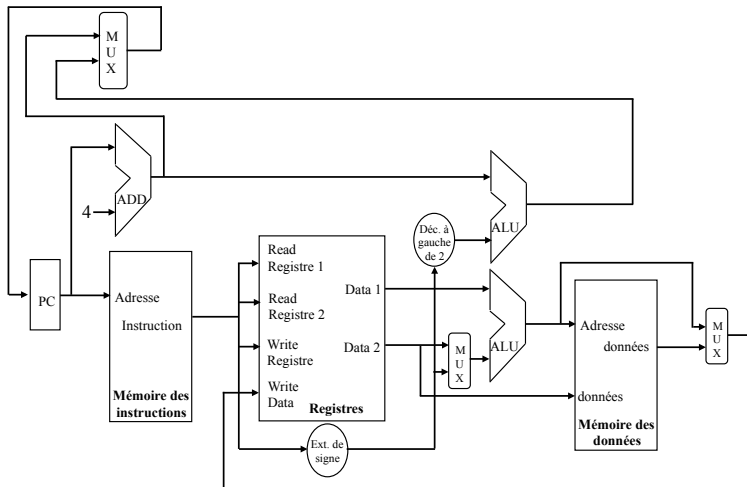 M
U
X
ADD
4
ALU
Déc. à
gauche
de 2
PC
Adresse
Instruction
Mémoire des
instructions
Read
Registre 1
Read
Registre 2
Write
Registre
Write
Data
Data 1
Data 2
Registres
Ext. de
signe
M
U
X
ALU
Adresse
données
données
Mémoire des
données
M
U
X